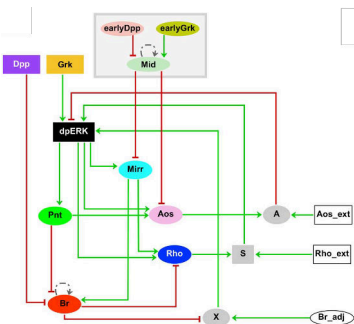 earlyDpp earlyGrk
Mid
Dpp Grk
dpERK
Mirr
Pnt Aos A Aos_ext
Rho S Rho_ext
Br
X Br_adj